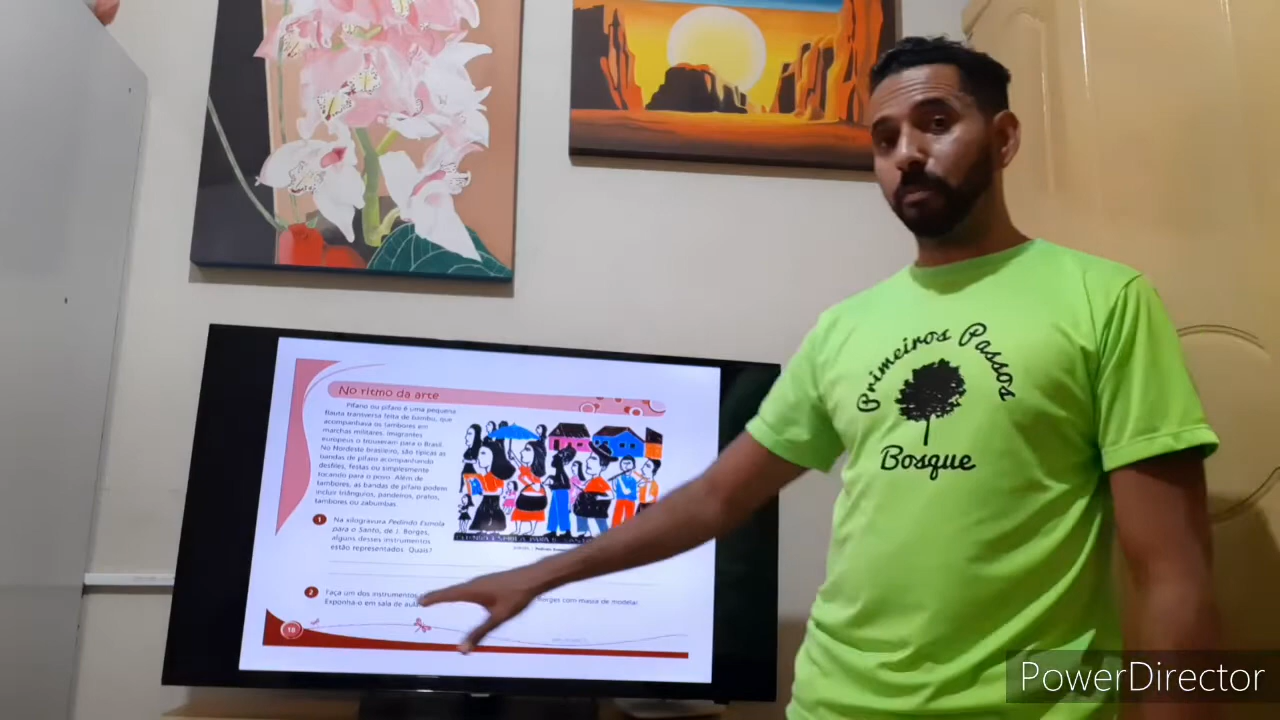 No ritmo da arte
Pífano ou pífaro é uma pequena
flauta transversa feita de bambu, que
acompanhava os tambores em
marchas militares. Imigrantes
europeus o trouxeram para o Brasil.
No Nordeste brasileiro, são típicas as
bandas de pífaro acompanhando
desfiles, festas ou simplesmente
tocando para o povo. Além de
tambores, as bandas de pífaro podem
incluir triângulos, pandeiros, pratos,
tambores ou zabumbas.
1 Na xilogravura Pedindo Esmola
para o Santo, de J. Borges,
alguns desses instrumentos
estão representados. Quais?
2 Faça um dos instrumentos
Borges com massa de modelar.
Exponha-o em sala de aula
18
Primeiros Passos
Bosque
PowerDirector